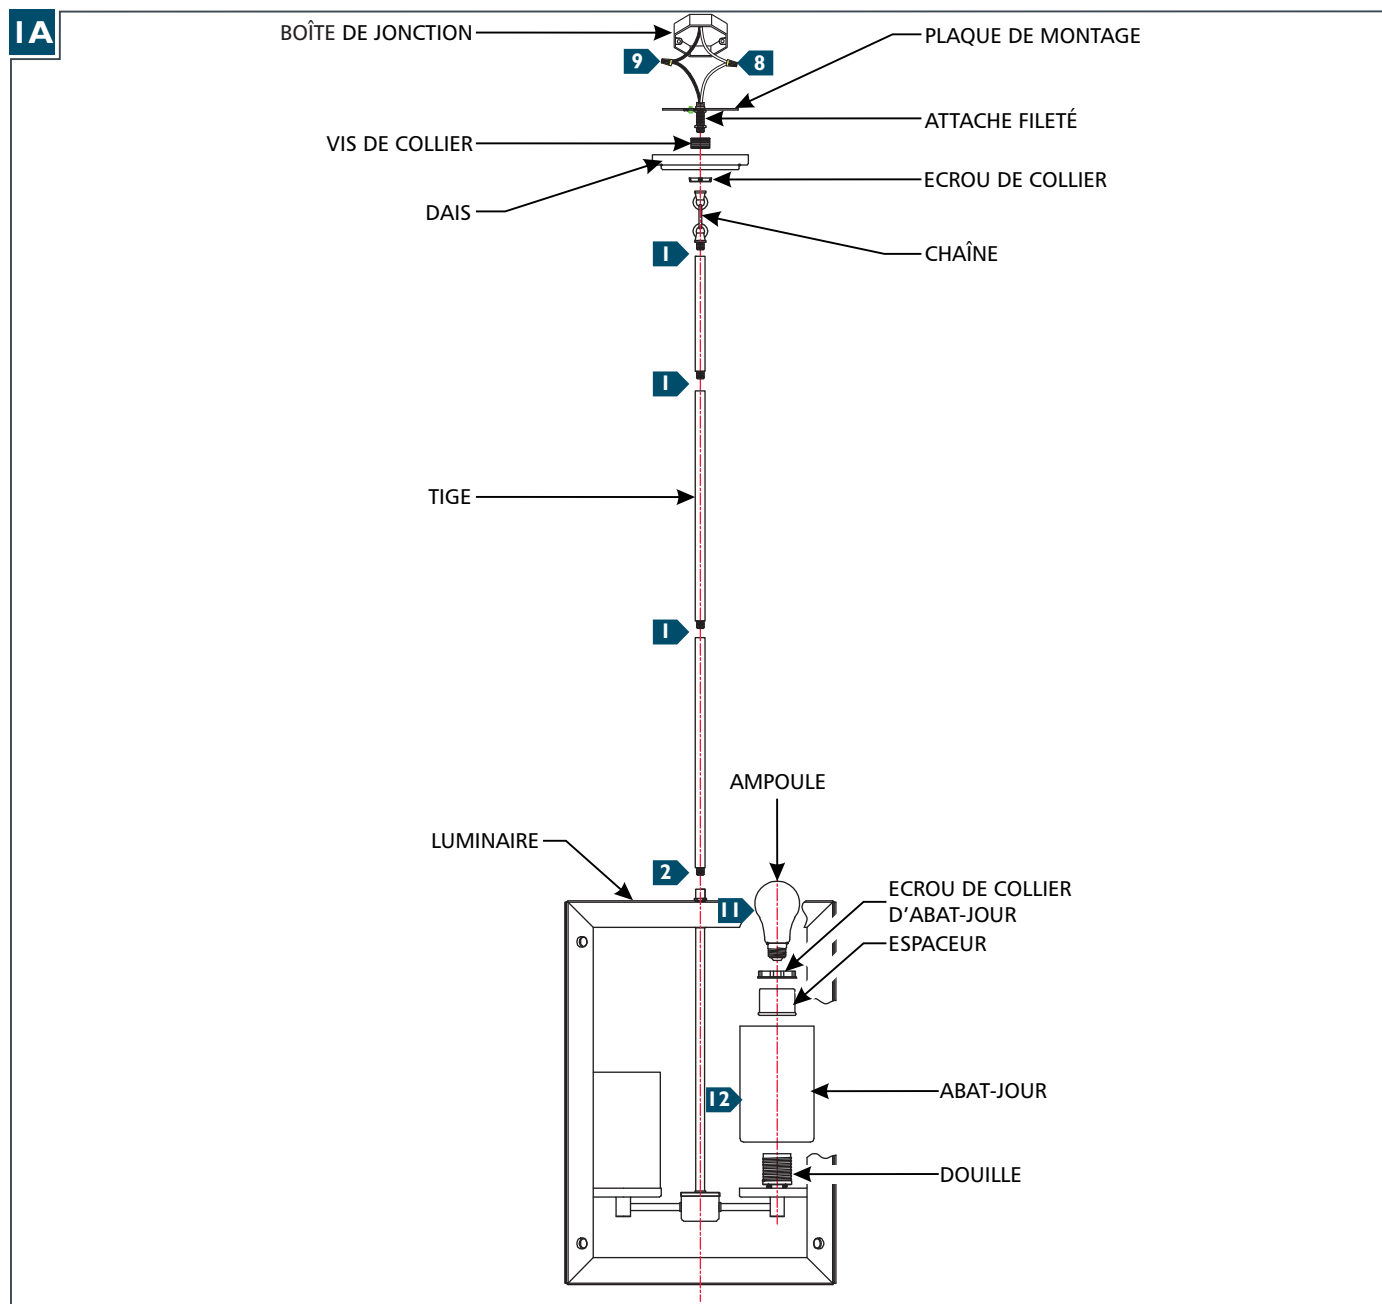 1A
BOÎTE DE JONCTION
PLAQUE DE MONTAGE
9
8
ATTACHE FILETÉ
VIS DE COLLIER
ECROU DE COLLIER
DAIS
CHAÎNE
1
1
TIGE
1
AMPOULE
LUMINAIRE
2
ECROU DE COLLIER
D'ABAT-JOUR
11
ESPACEUR
12
ABAT-JOUR
DOUILLE